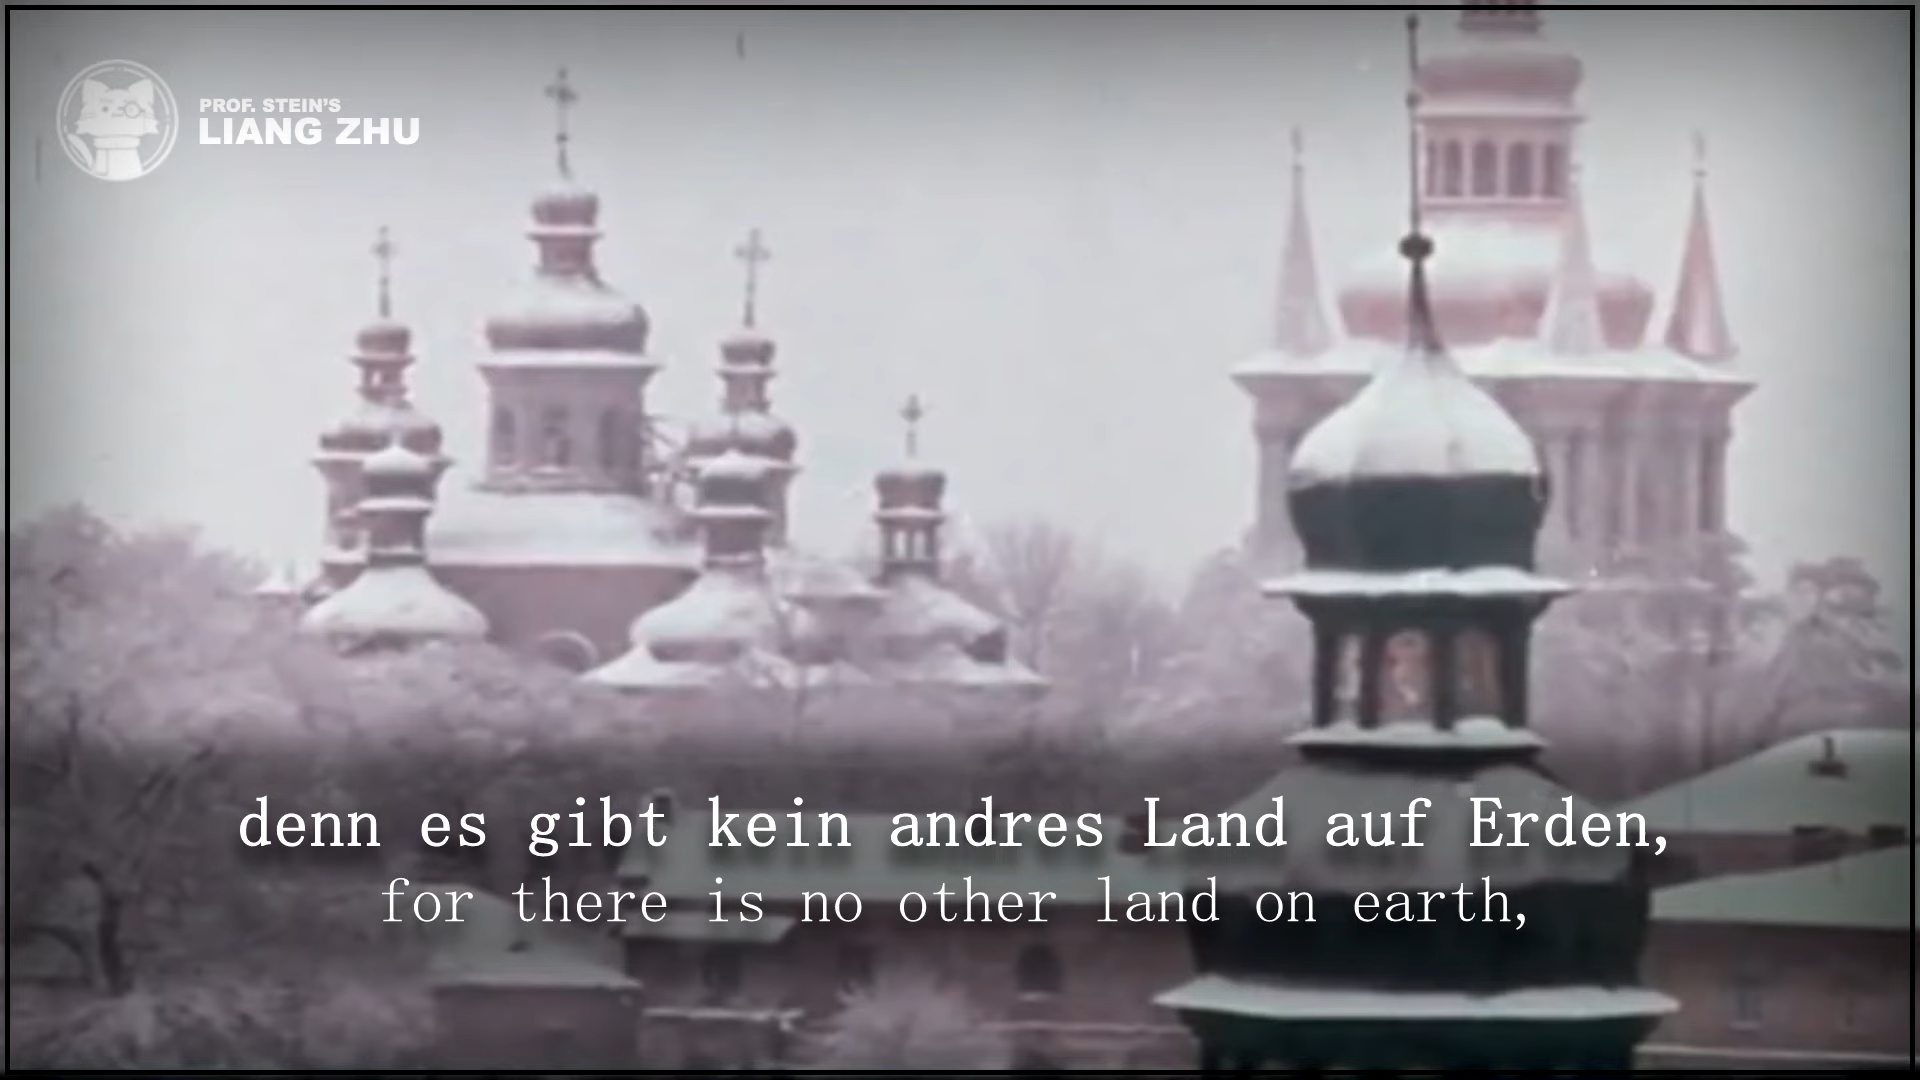 PROF. STEIN'S
LIANG ZHU
denn es gibt kein andres Land auf Erden,
for there is no other land on earth,